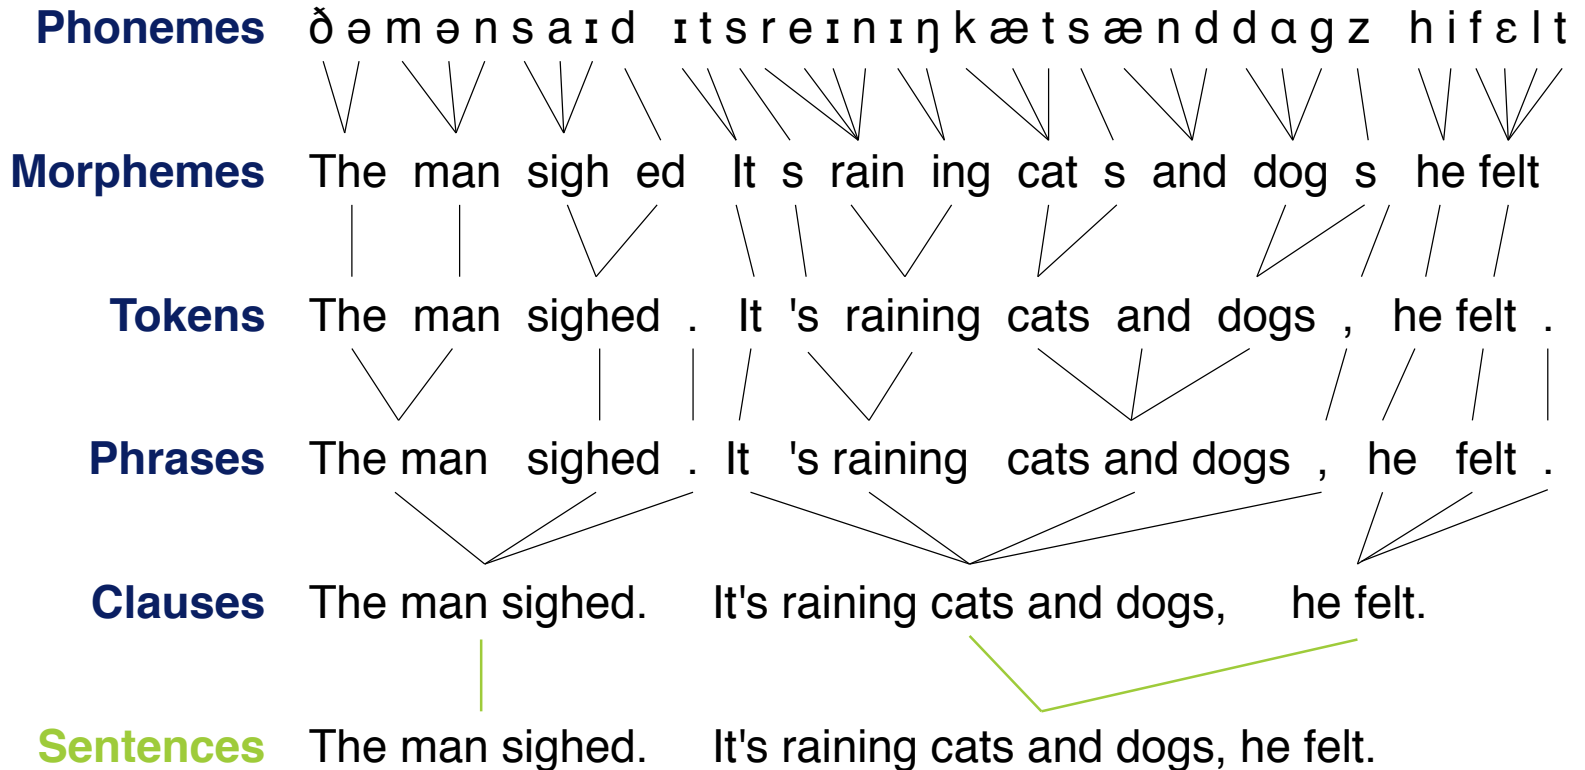 Phonemes ð ə m ə n s a ɪ d ɪ t s r e ɪ n ɪ ŋ k æ t s æ n d d ɑ g z h i f ɛ l t
Morphemes The man sigh ed It s rain ing cat s and dog s he felt
Tokens The man sighed . It 's raining cats and dogs , he felt .
Phrases The man sighed . It 's raining cats and dogs , he felt .
Clauses The man sighed. It's raining cats and dogs, he felt.
Sentences The man sighed. It's raining cats and dogs, he felt.